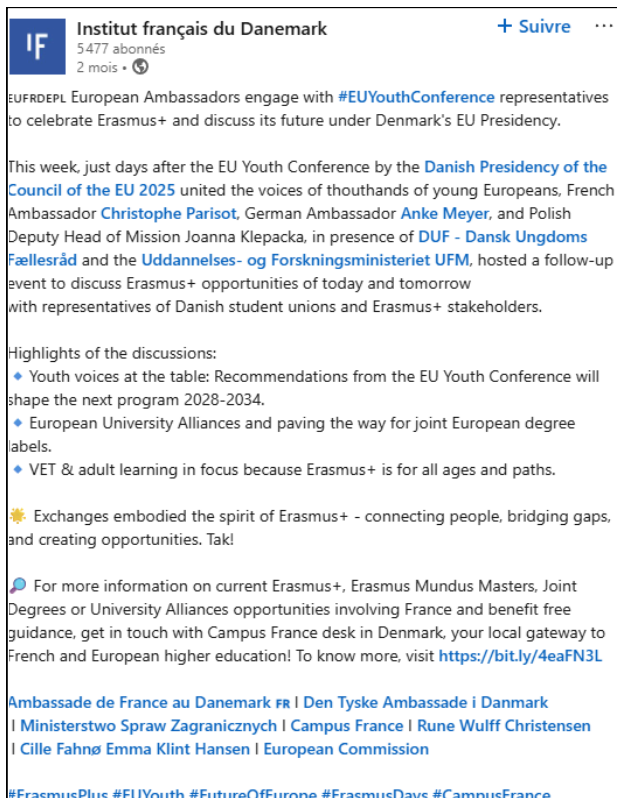 IF
Institut français du Danemark
+ Suivre ...
5 477 abonnés
2 mois •
EUFRDEPL European Ambassadors engage with #EUYouthConference representatives
to celebrate Erasmus+ and discuss its future under Denmark's EU Presidency.
This week, just days after the EU Youth Conference by the Danish Presidency of the
Council of the EU 2025 united the voices of thouthands of young Europeans, French
Ambassador Christophe Parisot, German Ambassador Anke Meyer, and Polish
Deputy Head of Mission Joanna Klepacka, in presence of DUF - Dansk Ungdoms
Fællesråd and the Uddannelses- og Forskningsministeriet UFM, hosted a follow-up
event to discuss Erasmus+ opportunities of today and tomorrow
with representatives of Danish student unions and Erasmus+ stakeholders.
Highlights of the discussions:
🔹 Youth voices at the table: Recommendations from the EU Youth Conference will
shape the next program 2028-2034.
🔹 European University Alliances and paving the way for joint European degree
labels.
🔹 VET & adult learning in focus because Erasmus+ is for all ages and paths.
🌟 Exchanges embodied the spirit of Erasmus+ - connecting people, bridging gaps,
and creating opportunities. Tak!
🔎 For more information on current Erasmus+, Erasmus Mundus Masters, Joint
Degrees or University Alliances opportunities involving France and benefit free
guidance, get in touch with Campus France desk in Denmark, your local gateway to
French and European higher education! To know more, visit https://bit.ly/4eaFN3L
Ambassade de France au Danemark FR I Den Tyske Ambassade i Danmark
I Ministerstwo Spraw Zagranicznych I Campus France I Rune Wulff Christensen
I Cille Fahnø Emma Klint Hansen I European Commission
#ErasmusPlus #EUYouth #FutureOfEurope #ErasmusDays #CampusFrance